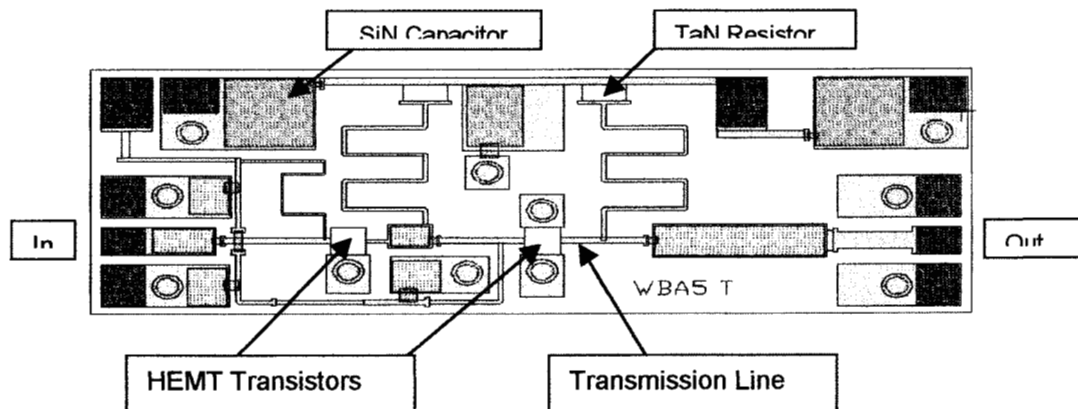 SiN Capacitor
TaN Resistor
In
Out
WBA5 T
HEMT Transistors
Transmission Line